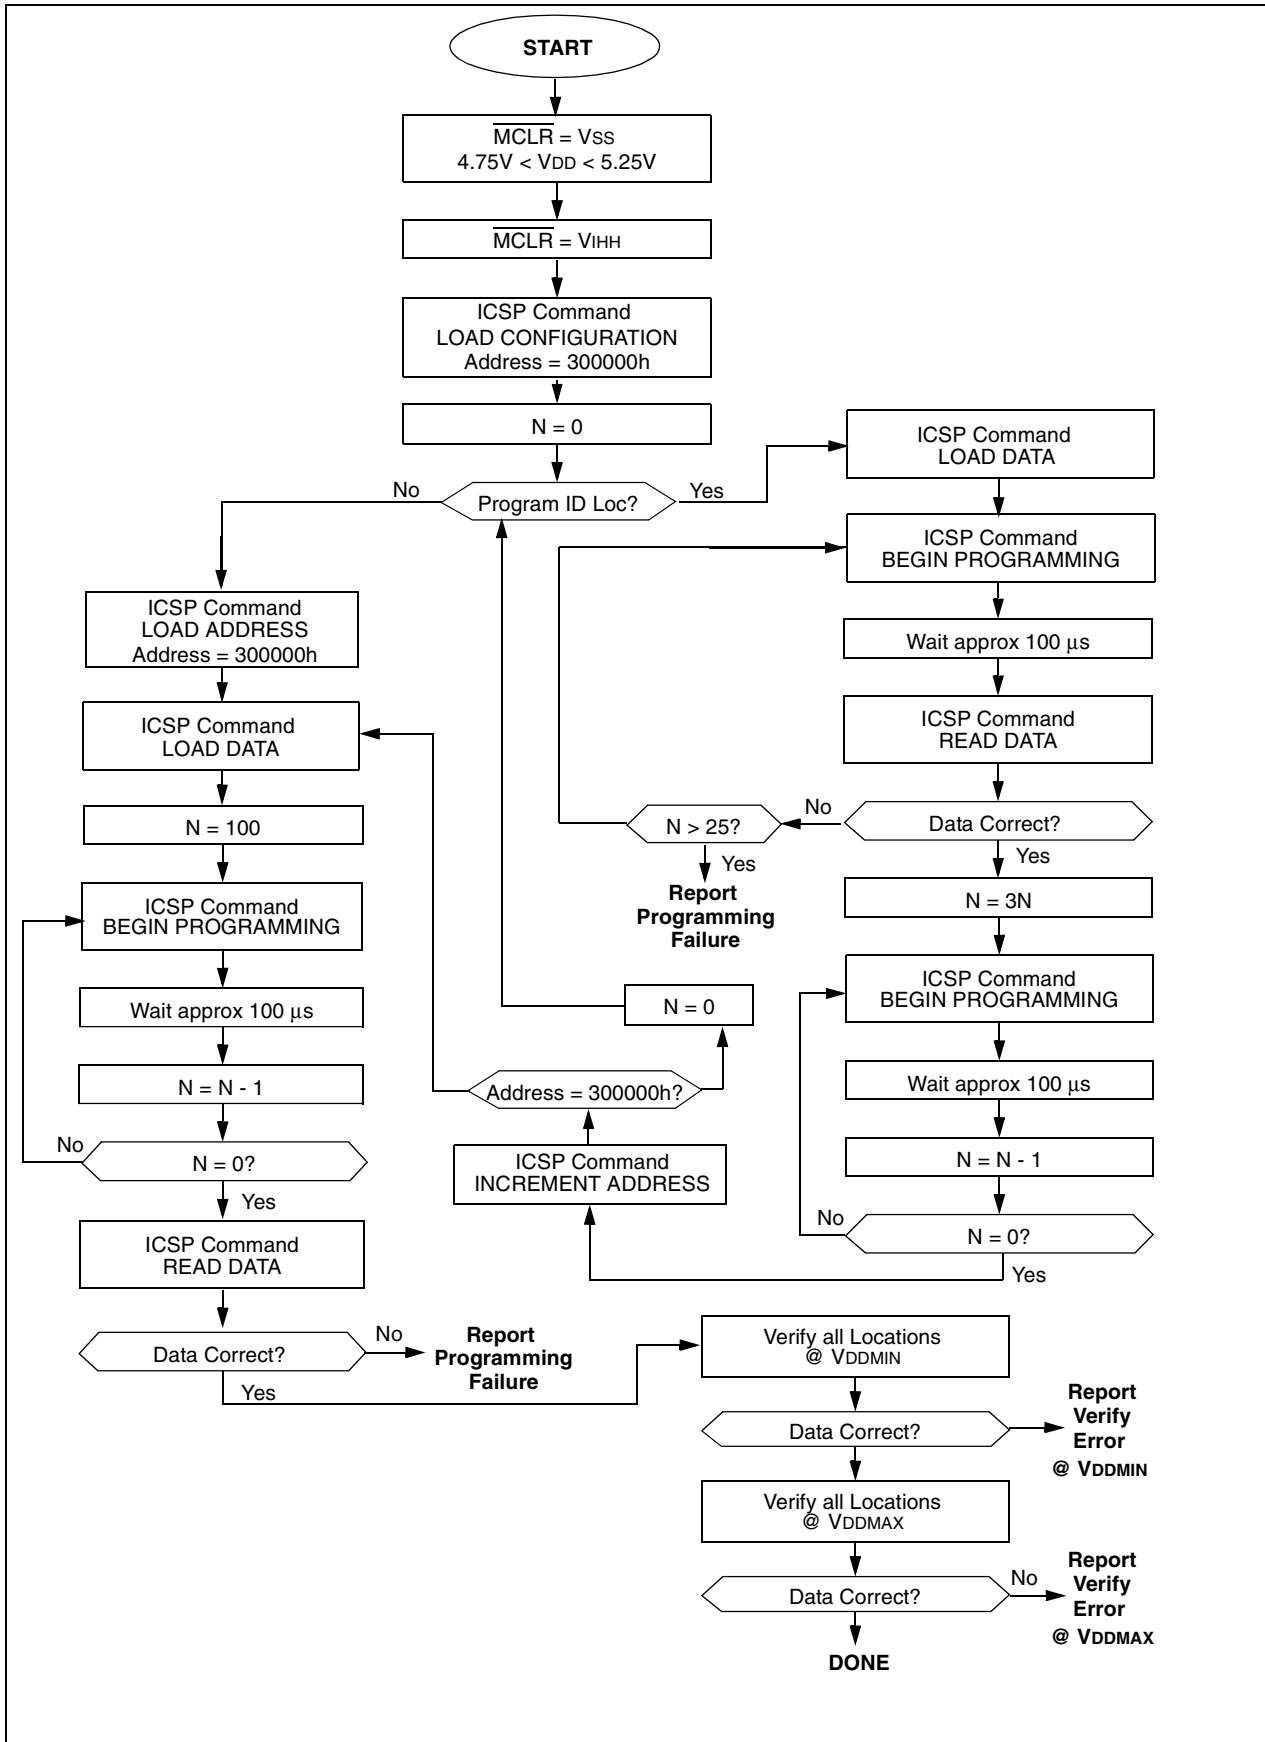 START
MCLR = VSS
4.75V < VDD < 5.25V
MCLR = VIHH
ICSP Command
LOAD CONFIGURATION
Address = 300000h
N = 0
Program ID Loc?
No
Yes
ICSP Command
LOAD ADDRESS
Address = 300000h
ICSP Command
LOAD DATA
N = 100
ICSP Command
BEGIN PROGRAMMING
Wait approx 100 µs
N = N - 1
N = 0?
No
Yes
ICSP Command
READ DATA
Data Correct?
No
Report
Programming
Failure
Yes
ICSP Command
LOAD DATA
ICSP Command
BEGIN PROGRAMMING
Wait approx 100 µs
ICSP Command
READ DATA
Data Correct?
No
N > 25?
Yes
Report
Programming
Failure
Yes
N = 3N
ICSP Command
BEGIN PROGRAMMING
Wait approx 100 µs
N = N - 1
N = 0?
No
Yes
ICSP Command
INCREMENT ADDRESS
Address = 300000h?
N = 0
Verify all Locations
@ VDDMIN
Data Correct?
Report
Verify
Error
@ VDDMIN
Verify all Locations
@ VDDMAX
Data Correct?
No
Report
Verify
Error
@ VDDMAX
DONE